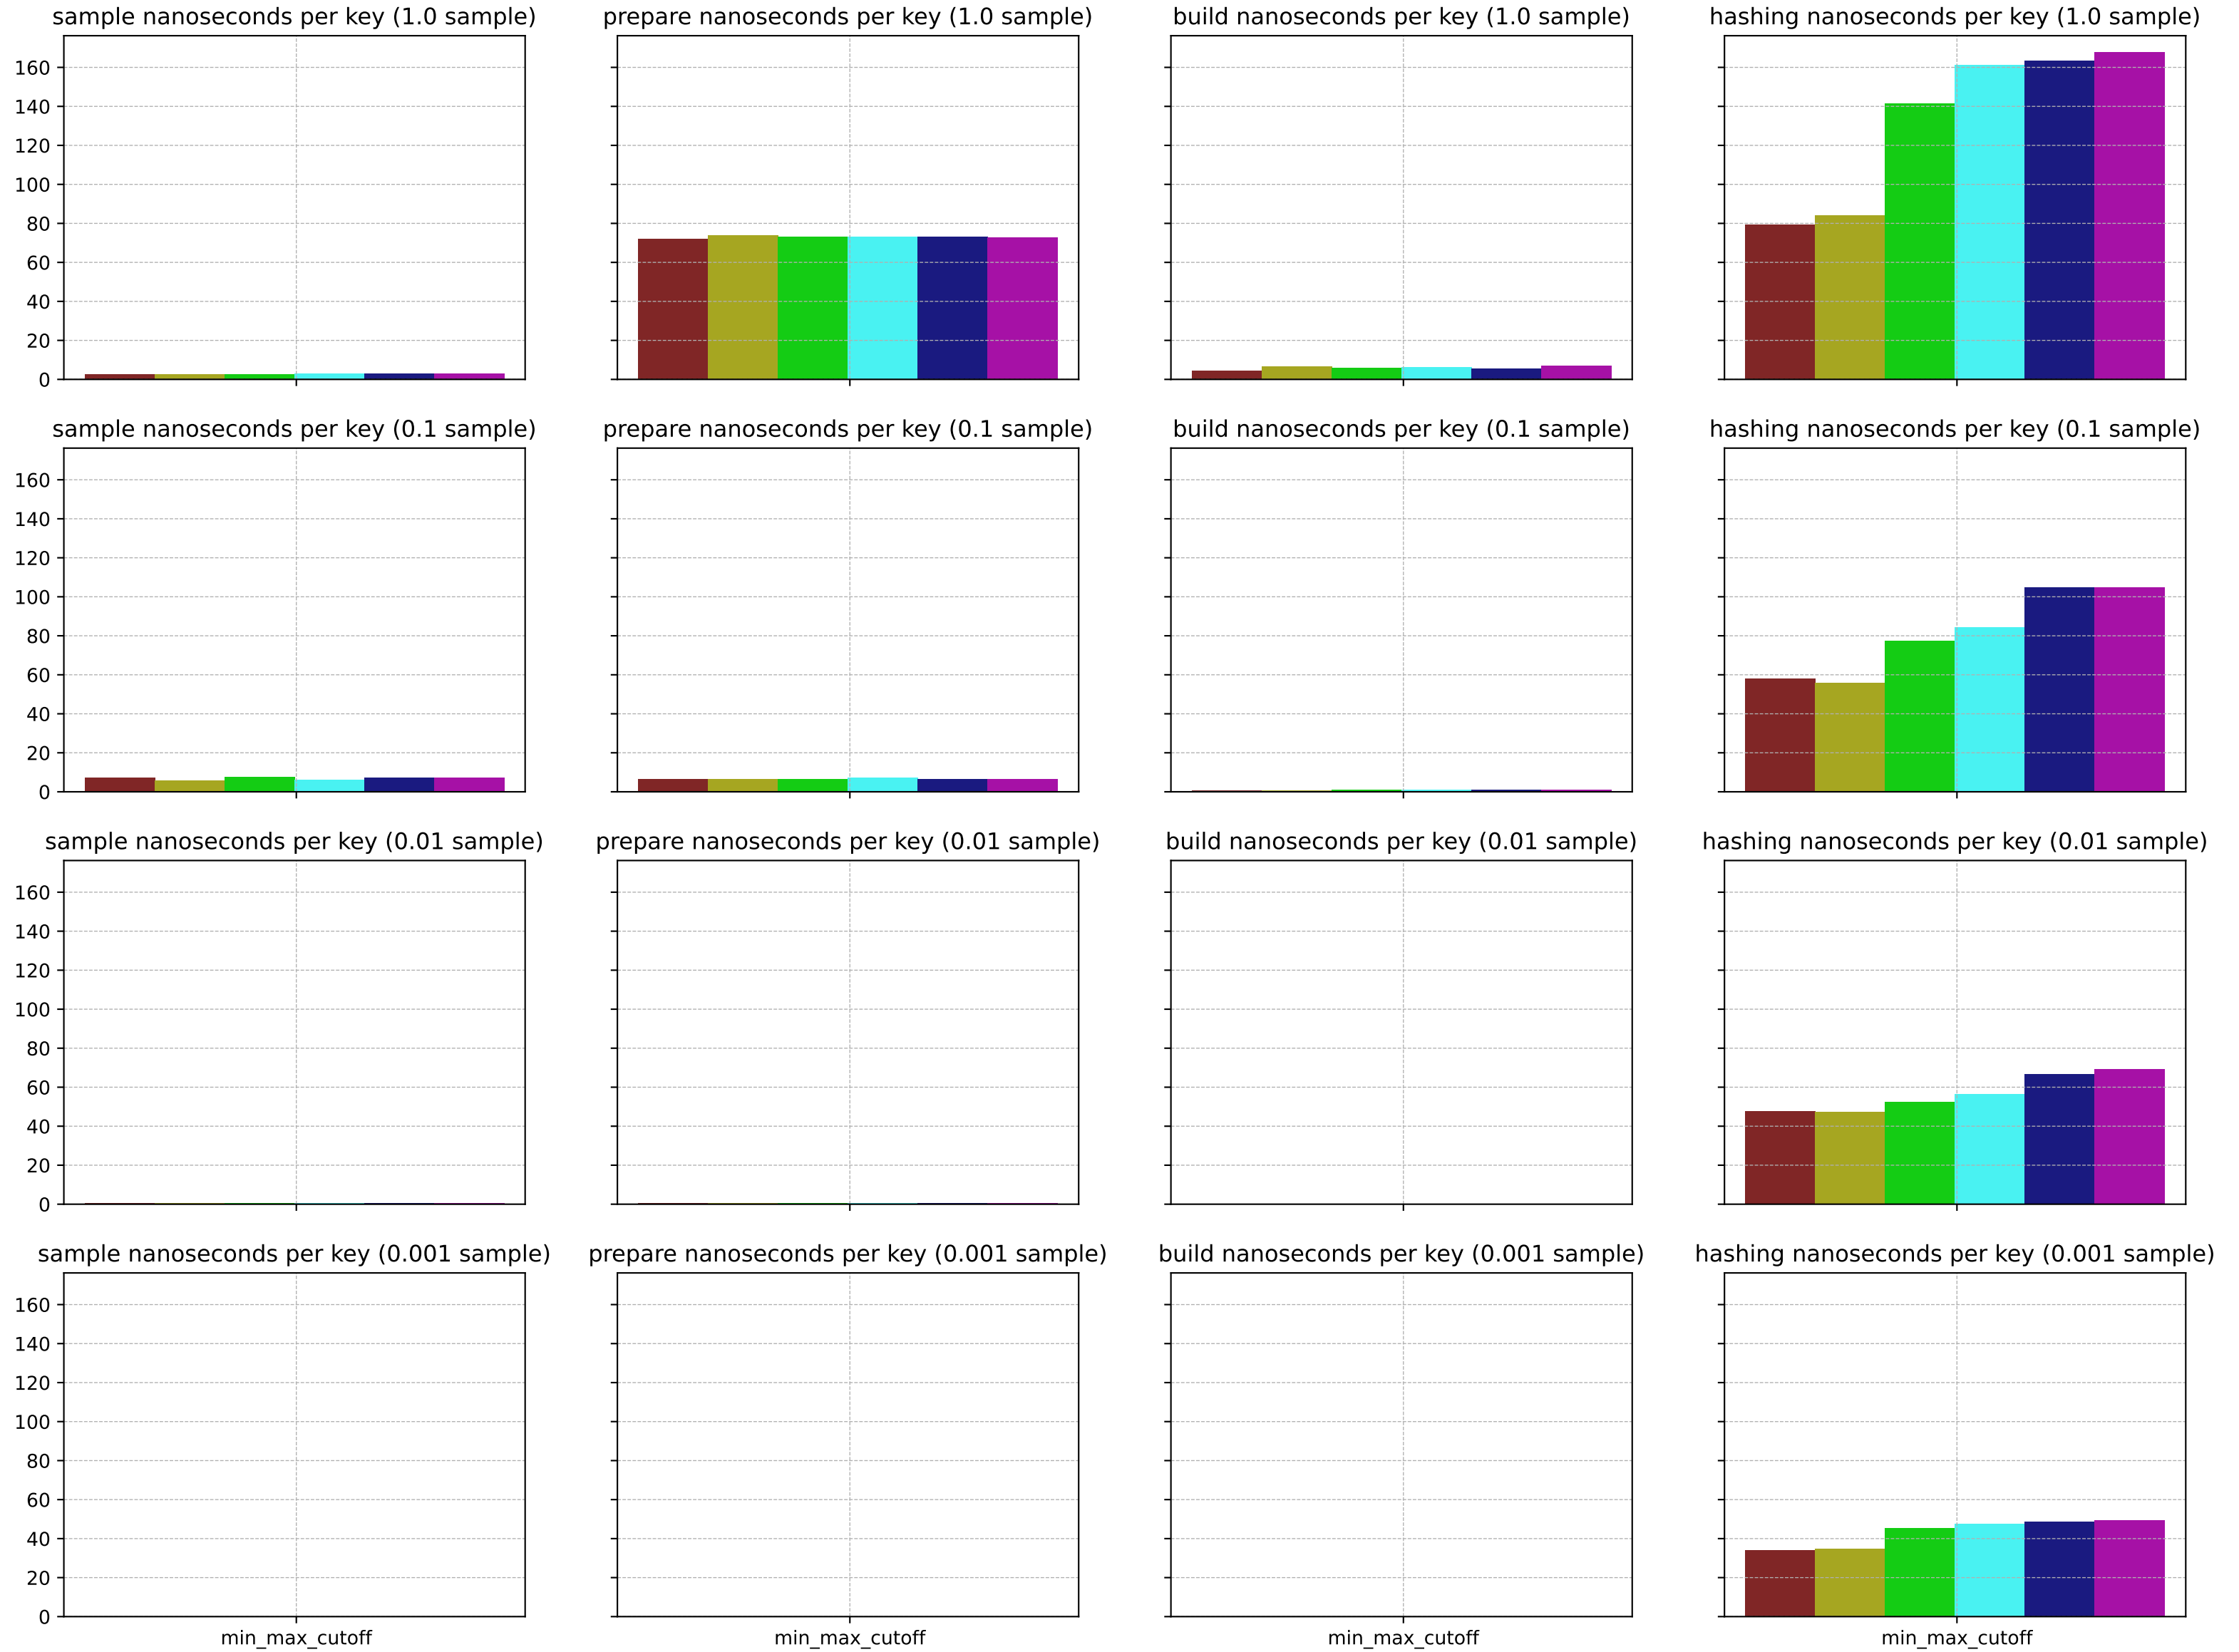 sample nanoseconds per key (1.0 sample)
prepare nanoseconds per key (1.0 sample)
build nanoseconds per key (1.0 sample)
hashing nanoseconds per key (1.0 sample)
160
140
120
100
80
60
40
20
0
sample nanoseconds per key (0.1 sample)
prepare nanoseconds per key (0.1 sample)
build nanoseconds per key (0.1 sample)
hashing nanoseconds per key (0.1 sample)
160
140
120
100
80
60
40
20
0
sample nanoseconds per key (0.01 sample)
prepare nanoseconds per key (0.01 sample)
build nanoseconds per key (0.01 sample)
hashing nanoseconds per key (0.01 sample)
160
140
120
100
80
60
40
20
0
sample nanoseconds per key (0.001 sample)
prepare nanoseconds per key (0.001 sample)
build nanoseconds per key (0.001 sample)
hashing nanoseconds per key (0.001 sample)
160
140
120
100
80
60
40
20
0
min_max_cutoff
min_max_cutoff
min_max_cutoff
min_max_cutoff